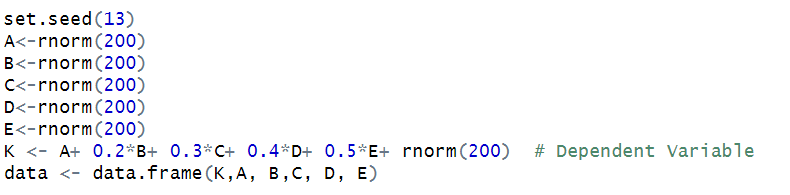 set.seed(13)
A<-rnorm(200)
B<-rnorm(200)
C<-rnorm(200)
D<-rnorm(200)
E<-rnorm(200)
K <- A+ 0.2*B+ 0.3*C+ 0.4*D+ 0.5*E+ rnorm(200)  # Dependent Variable
data <- data.frame(K,A, B,C, D, E)